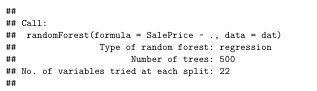 ##
## Call:
##  randomForest(formula = SalePrice ~ ., data = dat)
##                Type of random forest: regression
##                      Number of trees: 500
## No. of variables tried at each split: 22
##